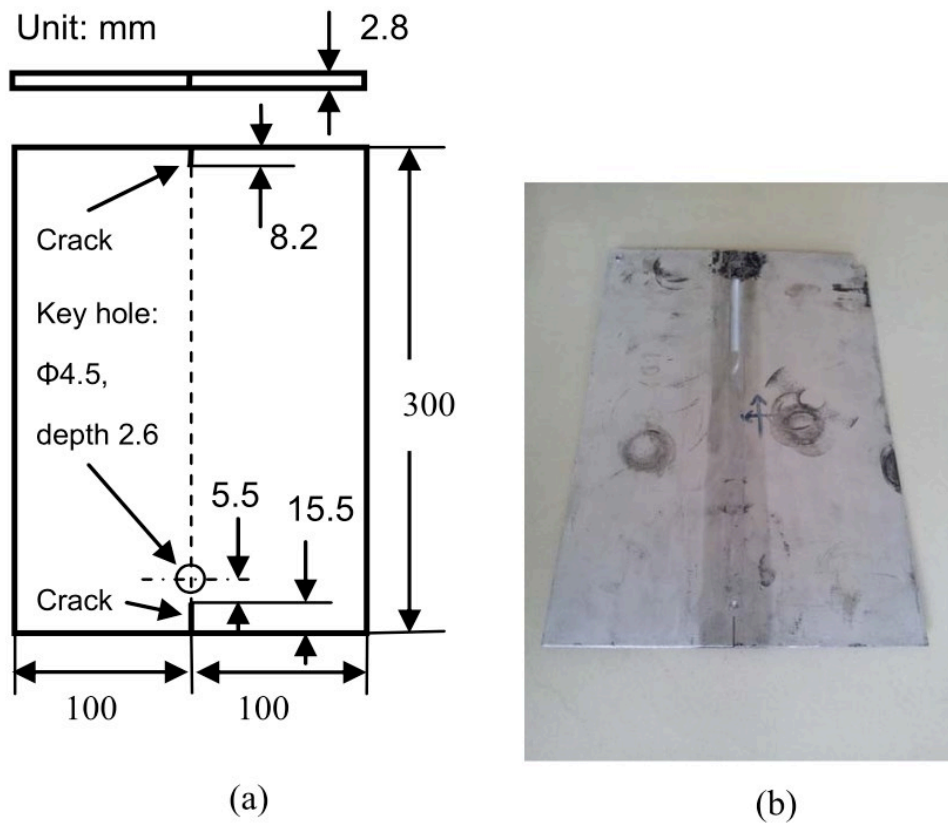 Unit: mm
2.8
Crack
8.2
Key hole:
Φ4.5,
depth 2.6
300
5.5
15.5
Crack
100
100
(a)
(b)